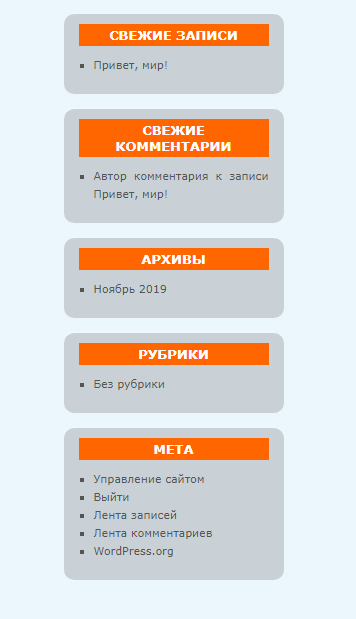 СВЕЖИЕ ЗАПИСИ
Привет, мир!
СВЕЖИЕ
КОММЕНТАРИИ
Автор комментария к записи
Привет, мир!
АРХИВЫ
Ноябрь 2019
РУБРИКИ
Без рубрики
МЕТА
Управление сайтом
Выйти
Лента записей
Лента комментариев
WordPress.org